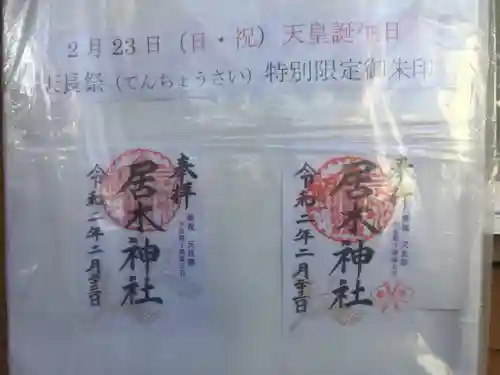 2月23日（日・祝）天皇誕生日
天長祭（てんちょうさい）特別限定御朱印
奉拝
居木神社
令和二年二月廿三日
奉拝
居木神社
令和二年二月廿三日